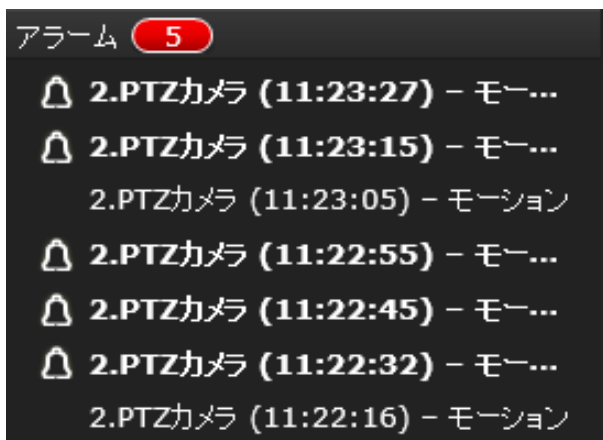 アラーム 5
2.PTZカメラ (11:23:27) – モー…
2.PTZカメラ (11:23:15) – モー…
2.PTZカメラ (11:23:05) – モーション
2.PTZカメラ (11:22:55) – モー…
2.PTZカメラ (11:22:45) – モー…
2.PTZカメラ (11:22:32) – モー…
2.PTZカメラ (11:22:16) – モーション